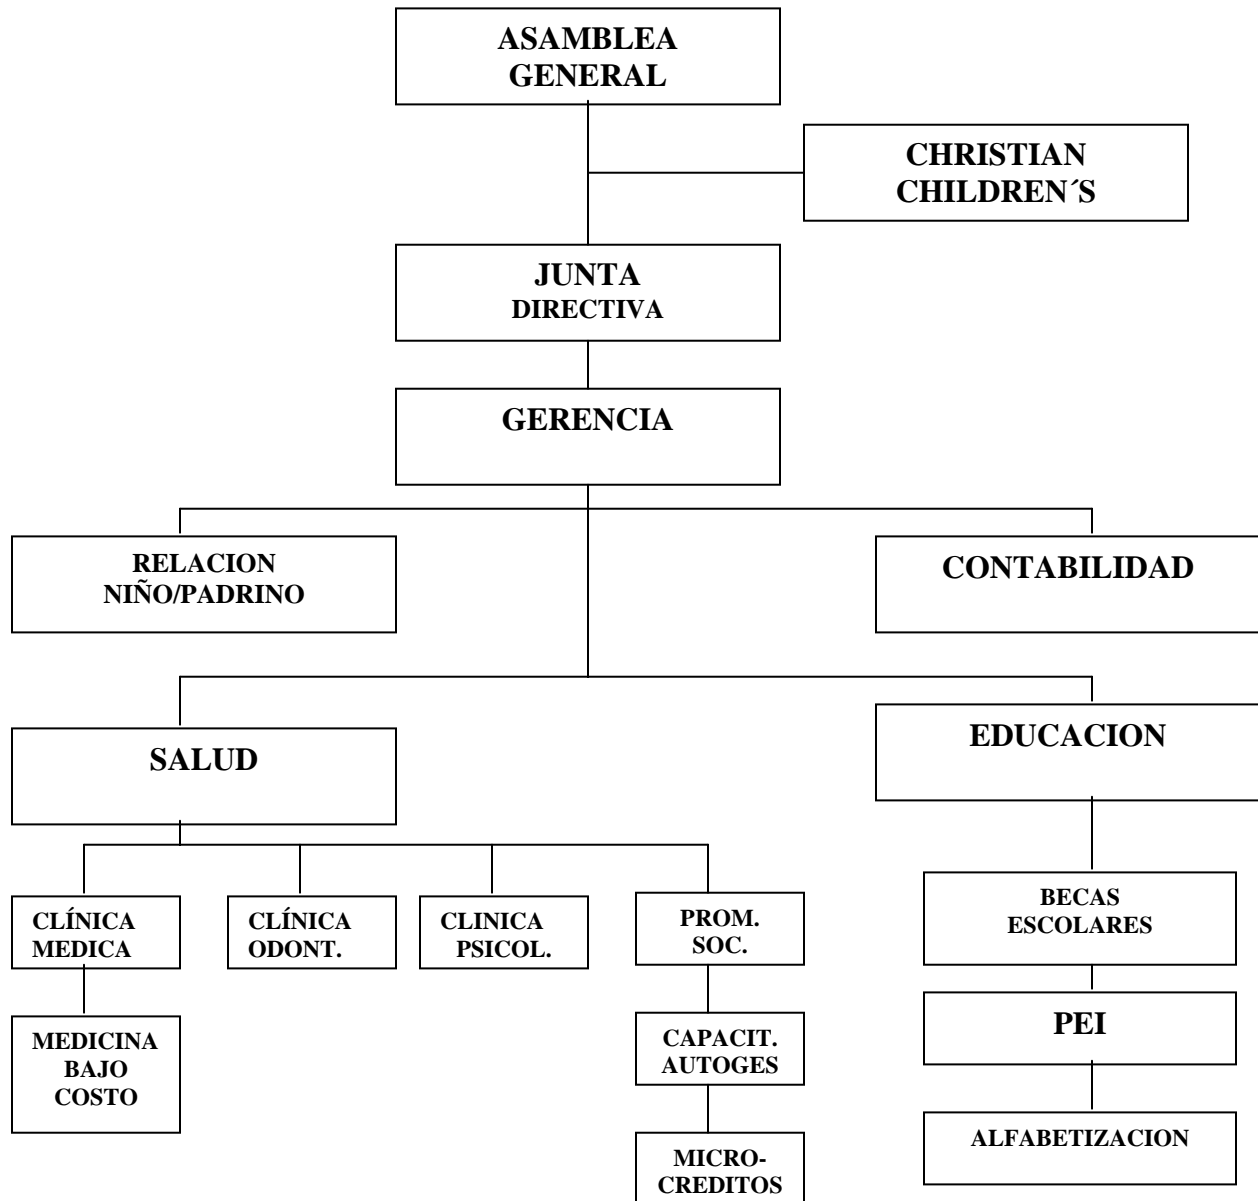 ASAMBLEA
GENERAL
CHRISTIAN
CHILDREN´S
JUNTA
DIRECTIVA
GERENCIA
RELACION
NIÑO/PADRINO
CONTABILIDAD
SALUD
EDUCACION
CLÍNICA
MEDICA
CLÍNICA
ODONT.
CLINICA
PSICOL.
PROM.
SOC.
BECAS
ESCOLARES
MEDICINA
BAJO
COSTO
CAPACIT.
AUTOGES
PEI
MICRO-
CREDITOS
ALFABETIZACION